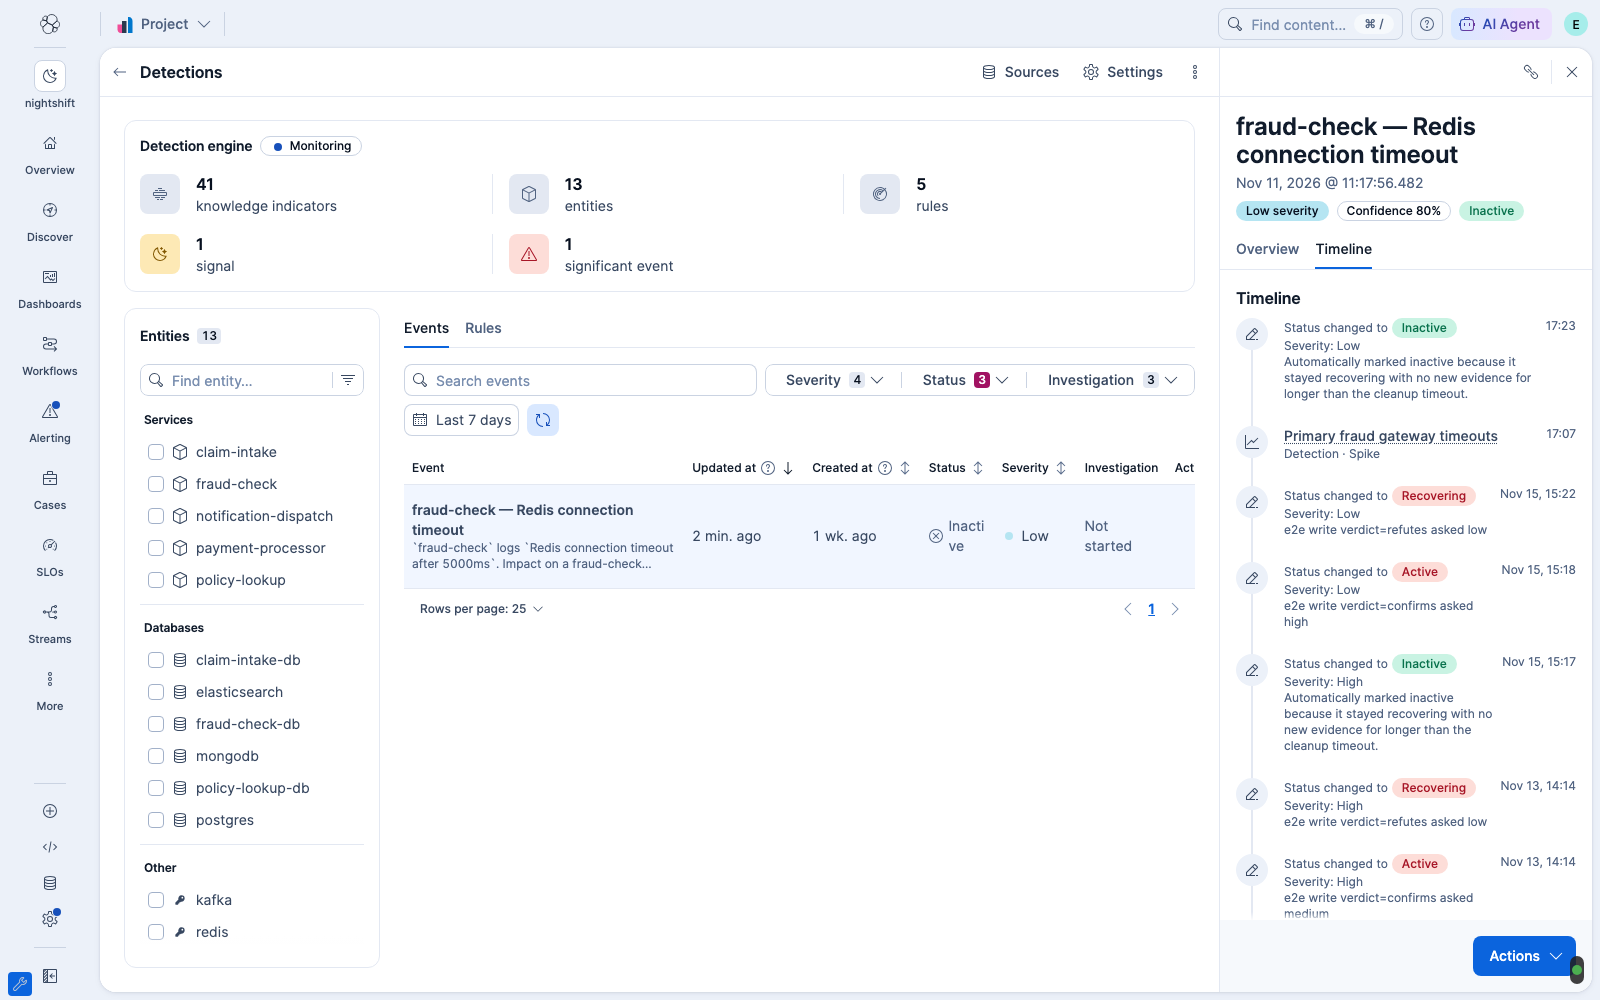 Project
Find content...
⌘ /
AI Agent
E
nightshift
Overview
Discover
Dashboards
Workflows
Alerting
Cases
SLOs
Streams
More
Detections
Sources
Settings
Detection engine
Monitoring
41
knowledge indicators
13
entities
5
rules
1
signal
1
significant event
Entities 13
Find entity...
Services
claim-intake
fraud-check
notification-dispatch
payment-processor
policy-lookup
Databases
claim-intake-db
elasticsearch
fraud-check-db
mongodb
policy-lookup-db
postgres
Other
kafka
redis
Events
Rules
Search events
Severity 4
Status 3
Investigation 3
Last 7 days
Event
Updated at
Created at
Status
Severity
Investigation
Act
fraud-check — Redis connection
timeout
`fraud-check` logs `Redis connection timeout
after 5000ms`. Impact on a fraud-check...
2 min. ago
1 wk. ago
Inacti
ve
Low
Not
started
Rows per page: 25
1
fraud-check — Redis
connection timeout
Nov 11, 2026 @ 11:17:56.482
Low severity
Confidence 80%
Inactive
Overview
Timeline
Timeline
Status changed to Inactive
17:23
Severity: Low
Automatically marked inactive because it
stayed recovering with no new evidence for
longer than the cleanup timeout.
Primary fraud gateway timeouts
17:07
Detection · Spike
Status changed to Recovering
Nov 15, 15:22
Severity: Low
e2e write verdict=refutes asked low
Status changed to Active
Nov 15, 15:18
Severity: Low
e2e write verdict=confirms asked
high
Status changed to Inactive
Nov 15, 15:17
Severity: High
Automatically marked inactive
because it stayed recovering with no
new evidence for longer than the
cleanup timeout.
Status changed to Recovering
Nov 13, 14:14
Severity: High
e2e write verdict=refutes asked low
Status changed to Active
Nov 13, 14:14
Severity: High
e2e write verdict=confirms asked
medium
Actions